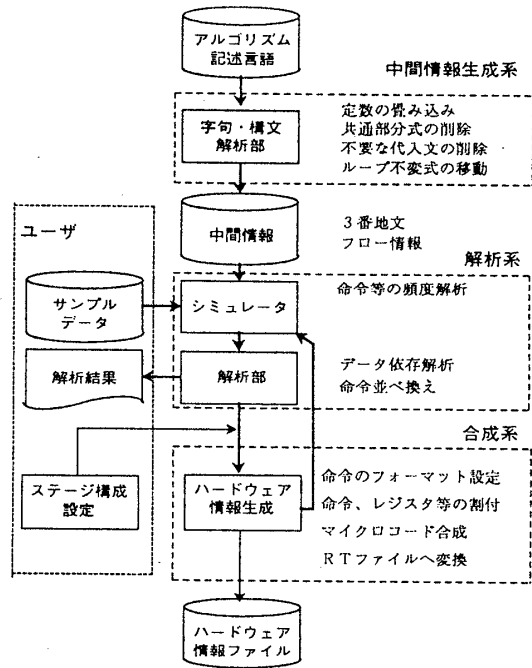 アルゴリズム
記述言語
中間情報生成系
字句・構文
解析部
定数の畳み込み
共通部分式の削除
不要な代入文の削除
ループ不変式の移動
ユーザ
中間情報
3番地文
フロー情報
解析系
サンプル
データ
シミュレータ
命令等の頻度解析
解析結果
解析部
データ依存解析
命令並べ換え
合成系
ステージ構成
設定
ハードウェア
情報生成
命令のフォーマット設定
命令、レジスタ等の割付
マイクロコード合成
RTファイルへ変換
ハードウェア
情報ファイル